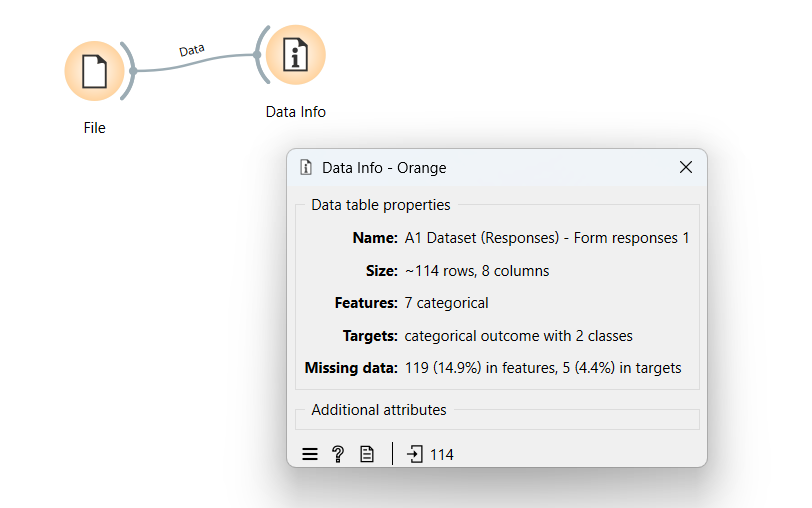 Data
File
Data Info
Data Info - Orange
Data table properties
Name: A1 Dataset (Responses) - Form responses 1
Size: ~114 rows, 8 columns
Features: 7 categorical
Targets: categorical outcome with 2 classes
Missing data: 119 (14.9%) in features, 5 (4.4%) in targets
Additional attributes
114